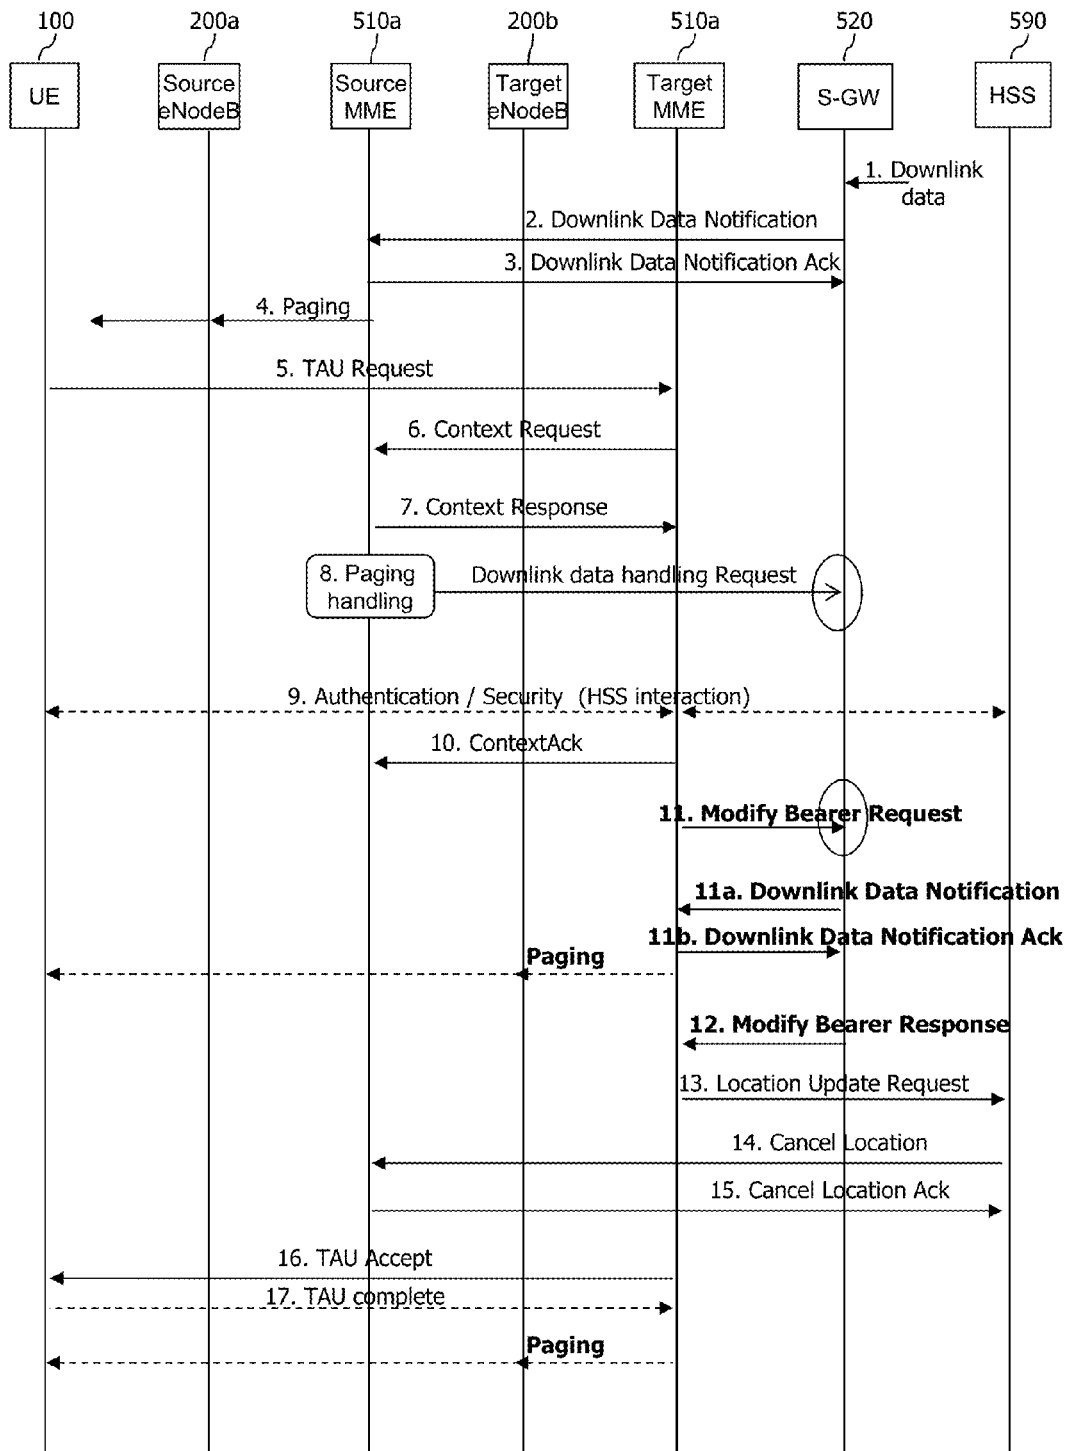 100 200a 510a 200b 510a 520 590
UE
Source
eNodeB
Source
MME
Target
eNodeB
Target
MME
S-GW
HSS
1. Downlink
data
2. Downlink Data Notification
3. Downlink Data Notification Ack
4. Paging
5. TAU Request
6. Context Request
7. Context Response
8. Paging
handling
Downlink data handling Request
9. Authentication / Security (HSS interaction)
10. ContextAck
11. Modify Bearer Request
11a. Downlink Data Notification
11b. Downlink Data Notification Ack
Paging
12. Modify Bearer Response
13. Location Update Request
14. Cancel Location
15. Cancel Location Ack
16. TAU Accept
17. TAU complete
Paging